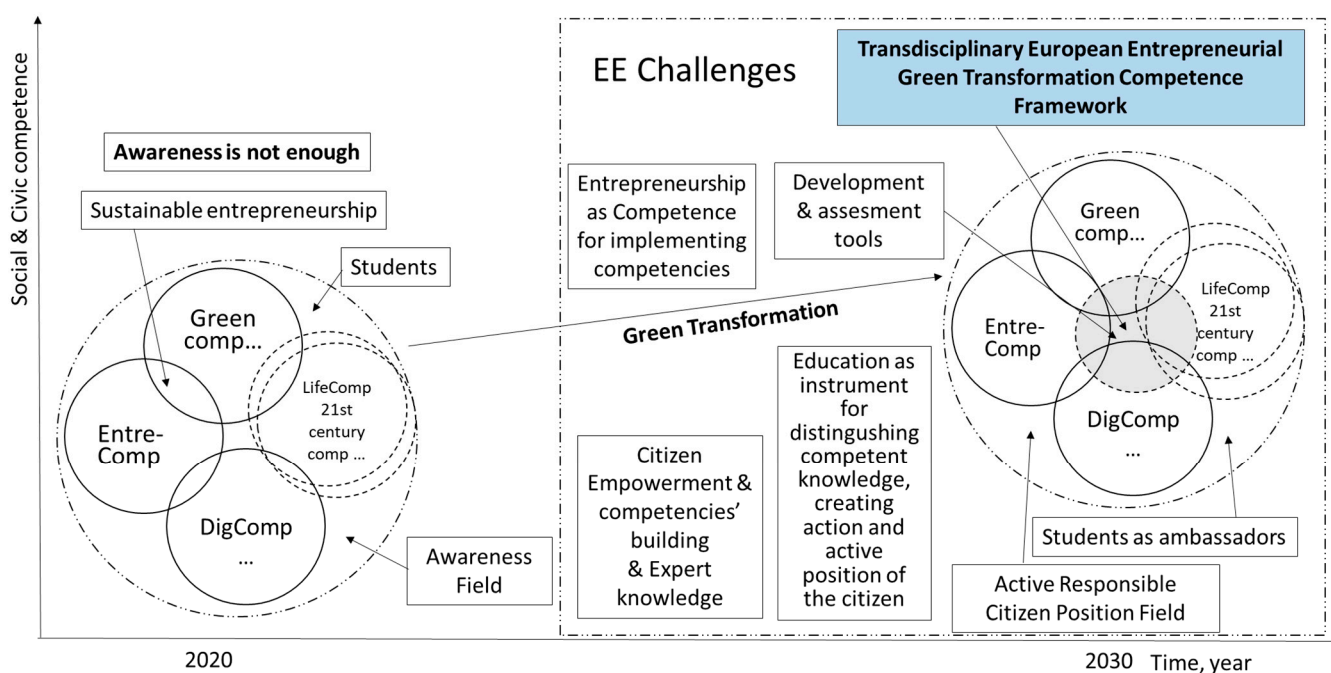 Social & Civic competence
Awareness is not enough
Sustainable entrepreneurship
Students
Green
comp...
Entre-
Comp
LifeComp
21st
century
comp ...
DigComp
...
Awareness
Field
2020
EE Challenges
Transdisciplinary European Entrepreneurial
Green Transformation Competence
Framework
Entrepreneurship
as Competence
for implementing
competencies
Development
& assesment
tools
Green Transformation
Citizen
Empowerment &
competencies’
building
& Expert
knowledge
Education as
instrument
for
distingushing
competent
knowledge,
creating
action and
active
position of
the citizen
Green
comp...
Entre-
Comp
LifeComp
21st
century
comp ...
DigComp
...
Students as ambassadors
Active Responsible
Citizen Position Field
2030
Time, year